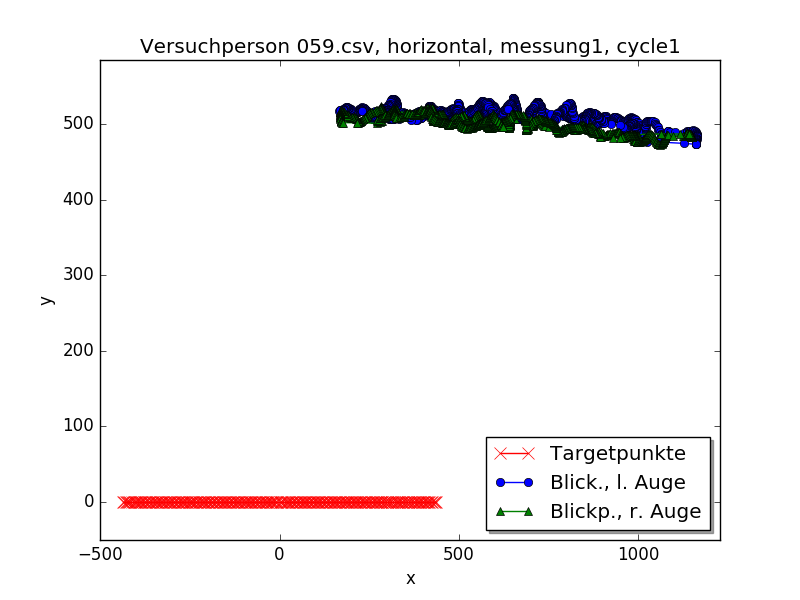 Versuchperson 059.csv, horizontal, messung1, cycle1
500
400
300
200
100
0
y
−500
0
500
1000
x
Targetpunkte
Blick., l. Auge
Blickp., r. Auge